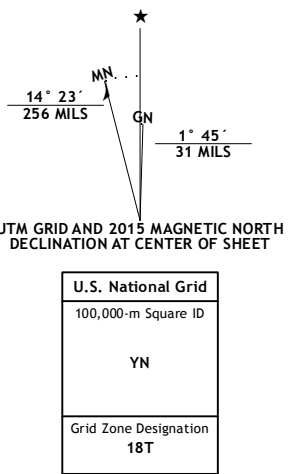 ★
MN
14° 23´
256 MILS
GN
1° 45´
31 MILS
UTM GRID AND 2015 MAGNETIC NORTH
DECLINATION AT CENTER OF SHEET
U.S. National Grid
100,000-m Square ID
YN
Grid Zone Designation
18T